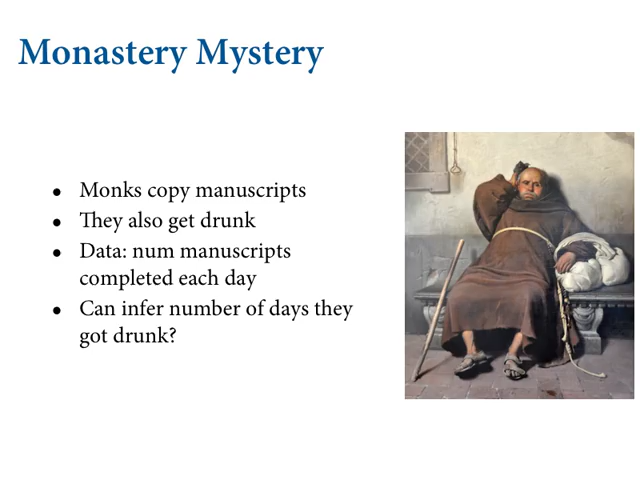 Monastery Mystery
• Monks copy manuscripts
• They also get drunk
• Data: num manuscripts
completed each day
• Can infer number of days they
got drunk?